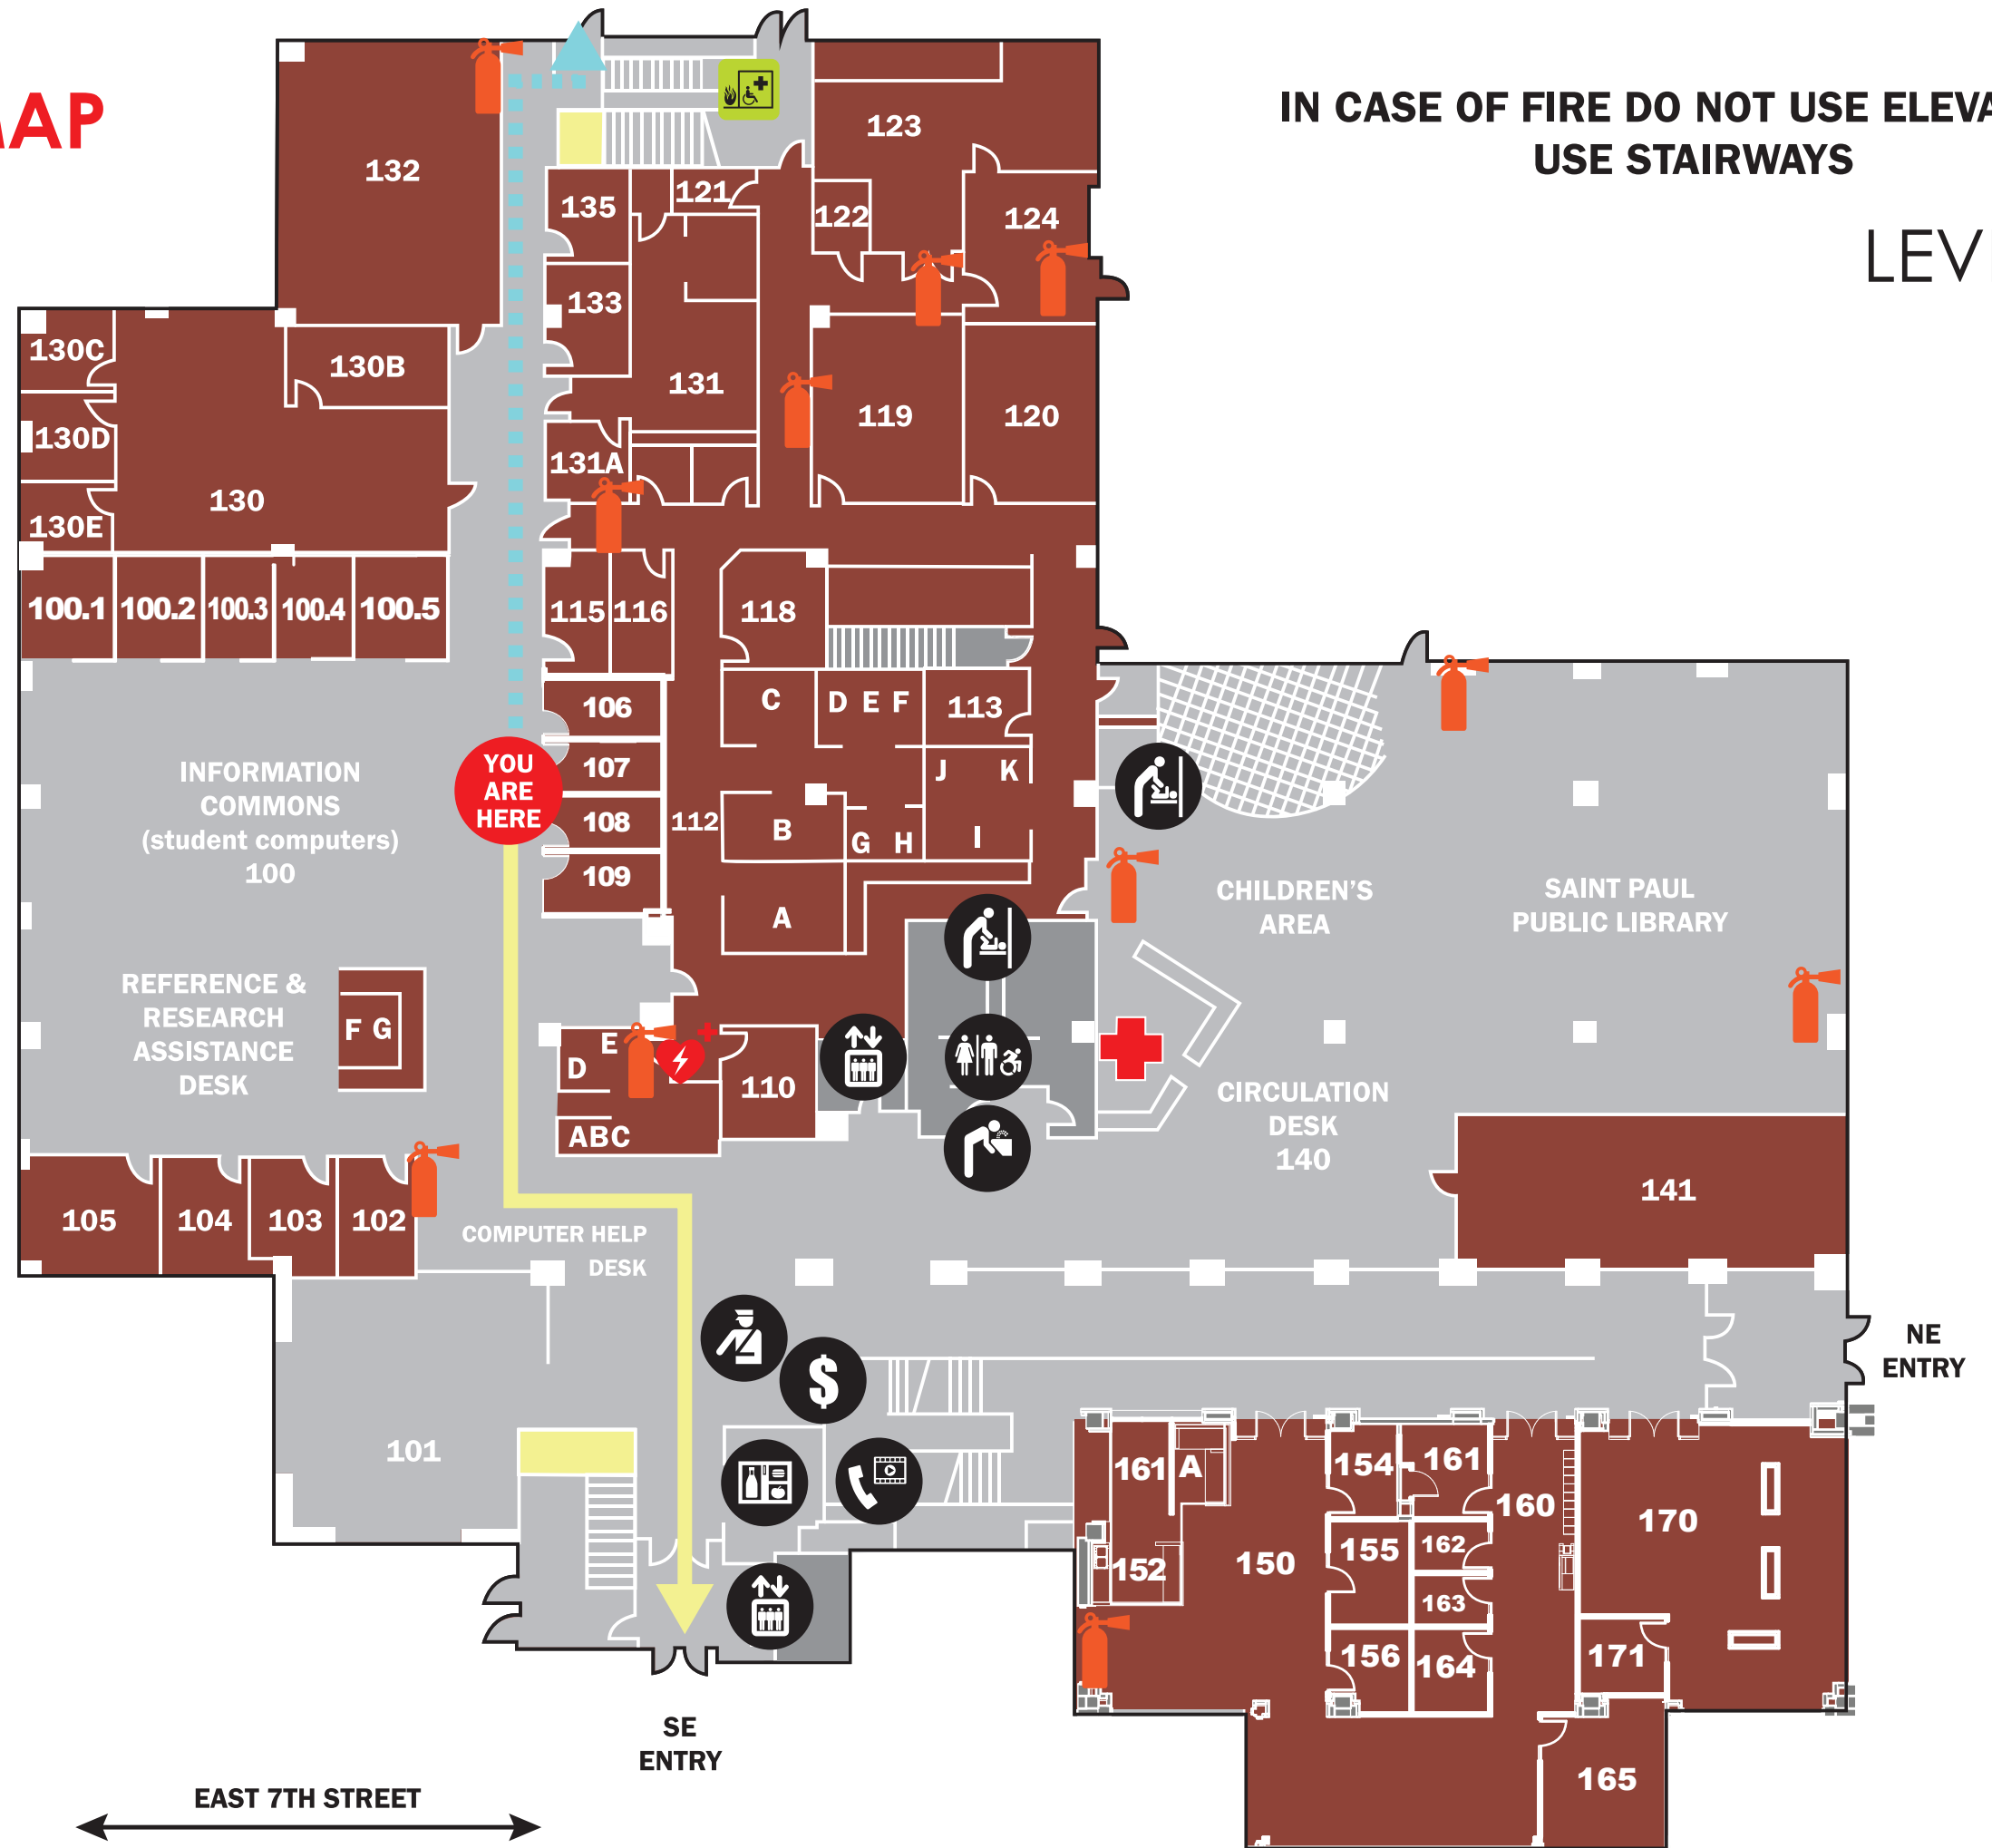 MAP
IN CASE OF FIRE DO NOT USE ELEVA
USE STAIRWAYS
LEV
132
123
135
121
122
124
133
130C
130B
131
119
120
130D
131A
130
130E
100.1
100.2
100.3
100.4
100.5
115
116
118
106
C
D E F
113
YOU
ARE
HERE
107
J
K
INFORMATION
COMMONS
(student computers)
100
108
112
B
G
H
I
109
A
CHILDREN'S
AREA
SAINT PAUL
PUBLIC LIBRARY
REFERENCE &
RESEARCH
ASSISTANCE
DESK
F G
E
D
110
ABC
CIRCULATION
DESK
140
141
105
104
103
102
COMPUTER HELP
DESK
$
NE
ENTRY
101
161
A
154
161
160
170
152
150
155
162
163
156
164
171
165
SE
ENTRY
EAST 7TH STREET